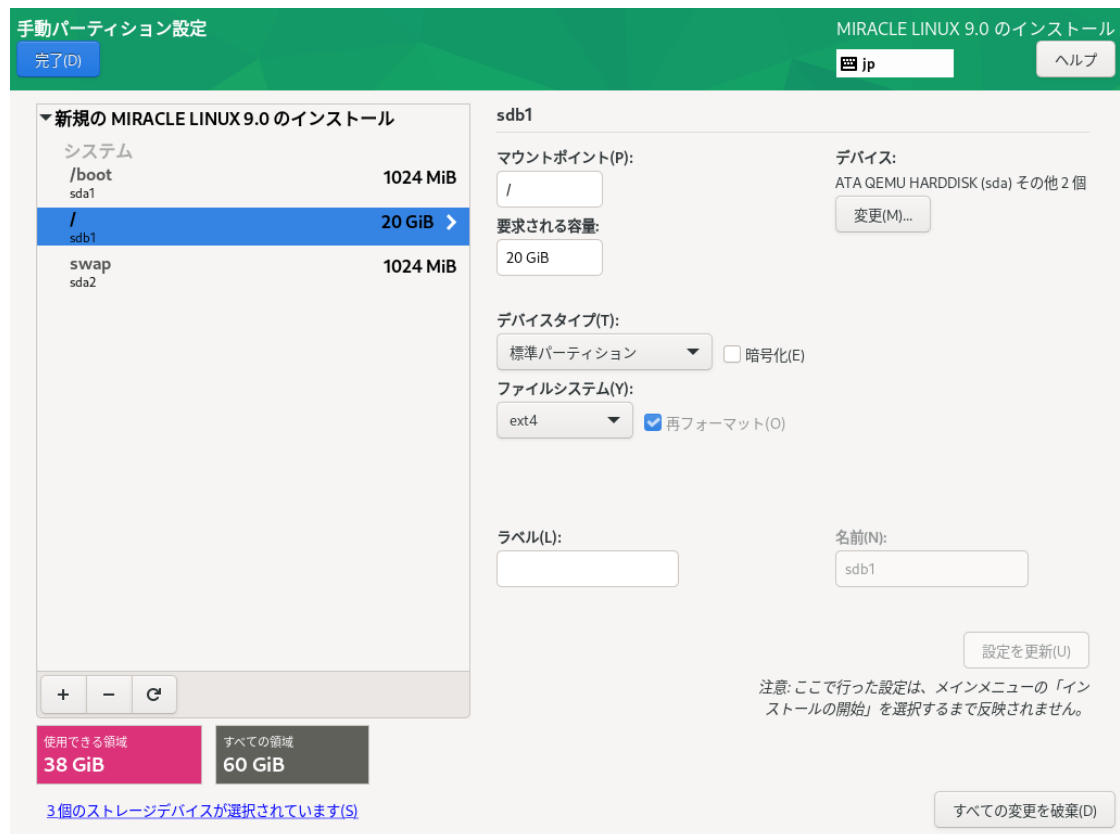 手動パーティション設定
MIRACLE LINUX 9.0 のインストール
完了(D)
jp
ヘルプ
新規の MIRACLE LINUX 9.0 のインストール
システム
/boot
1024 MiB
sda1
/
20 GiB
sdb1
swap
1024 MiB
sda2
sdb1
マウントポイント(P):
デバイス:
/
ATA QEMU HARDDISK (sda) その他 2 個
変更(M)...
要求される容量:
20 GiB
デバイスタイプ(T):
標準パーティション
暗号化(E)
ファイルシステム(Y):
ext4
再フォーマット(O)
ラベル(L):
名前(N):
sdb1
設定を更新(U)
注意: ここで行った設定は、メインメニューの「イン
ストールの開始」を選択するまで反映されません。
使用できる領域
38 GiB
すべての領域
60 GiB
3 個のストレージデバイスが選択されています(S)
すべての変更を破棄(D)